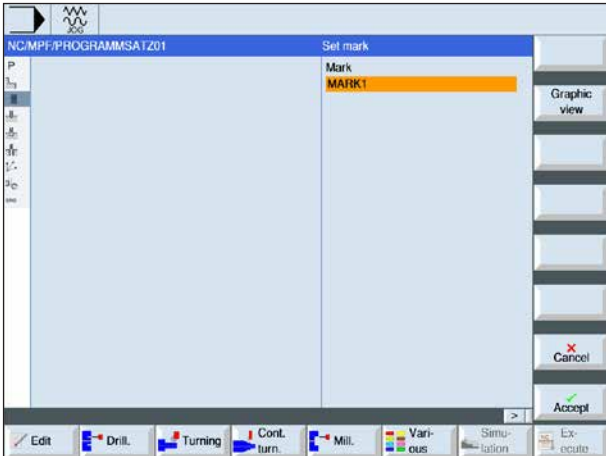 JOG
NC/MPF/PROGRAMMSATZ01
Set mark
P
Mark
MARK1
Graphic
view
Cancel
>
Accept
Edit
Drill.
Turning
Cont.
turn.
Mill.
Vari-
ous
Simu-
lation
Ex-
ecute